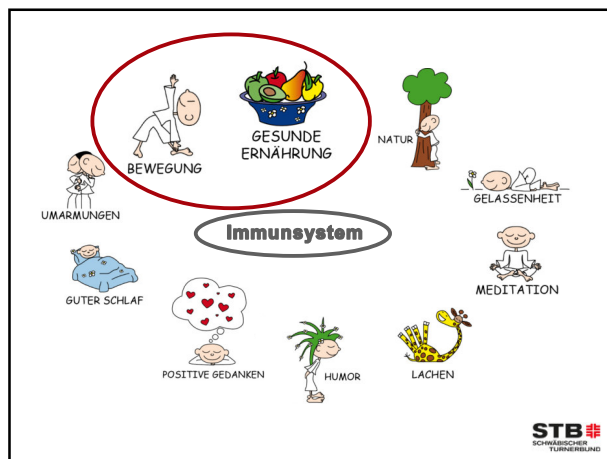 BEWEGUNG
GESUNDE
ERNÄHRUNG
NATUR
UMARMUNGEN
GELASSENHEIT
Immunsystem
GUTER SCHLAF
MEDITATION
POSITIVE GEDANKEN
HUMOR
LACHEN
STB
SCHWÄBISCHER
TURNERBUND